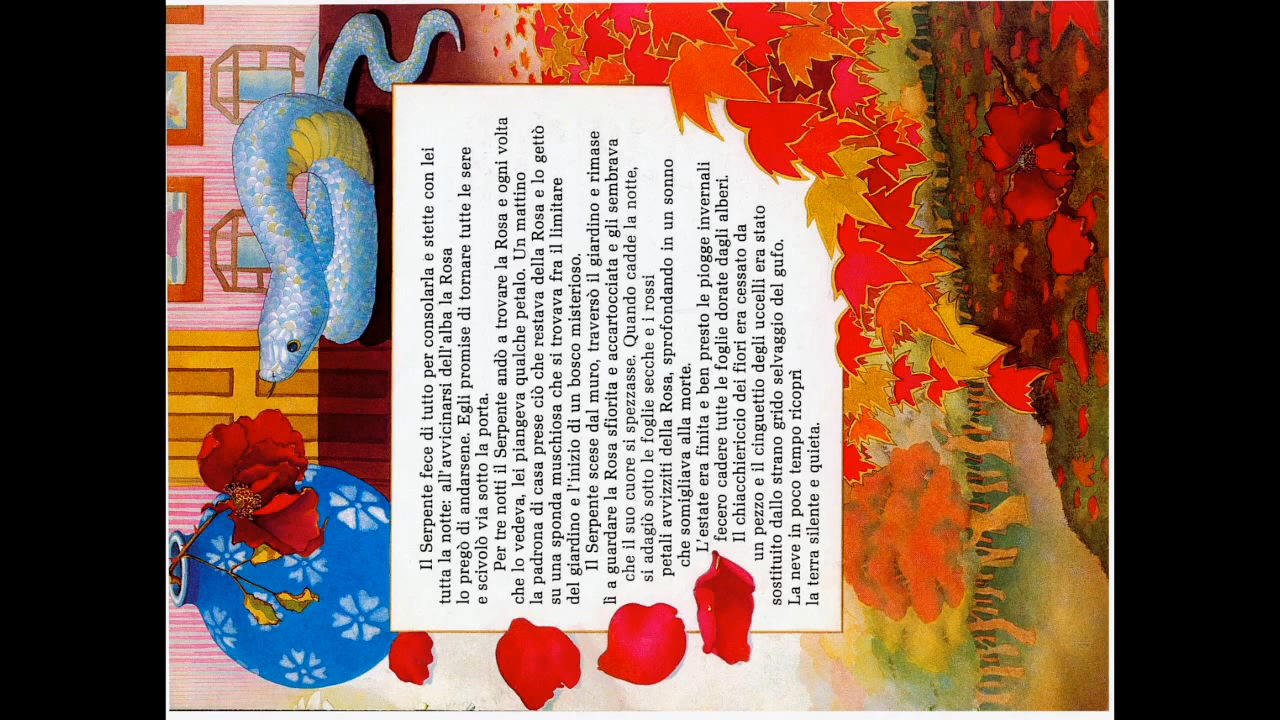 Il Serpente fece di tutto per consolarla e stette con lei
tutta la notte: all'avvicinarsi dell'alba la Rosa
lo pregò di andarsene. Egli promise di tornare tutte le sere
e scivolò via sotto la porta.
Per tre notti il Serpente andò a trovare la Rosa e ogni volta
che lo vedeva, lei piangeva qualche petalo. Un mattino
la padrona di casa prese ciò che restava della Rosa e lo gettò
su una sponda muschiosa che si trovava fra il limitare
del giardino e l'inizio di un bosco misterioso.
Il Serpente scese dal muro, traversò il giardino e rimase
lì a guardare la Rosa sfiorita e accartocciata e gli sembrava
che il suo cuore si spezzasse. Quando cadde la notte,
si adagiò sotto le foglie secche e i rossi
petali avvizziti della Rosa, sprofondando in un sonno
che somigliava alla morte.
L'estate era finita e ben presto le piogge invernali
fecero cadere tutte le foglie dorate dagli alberi.
Il chiacchiericcio dei fiori era cessato da
un pezzo e il cinguettio degli uccelli era stato
sostituito dallo strano grido selvaggio del gufo.
La neve in poco tempo ricoprì
la terra silente e quieta.